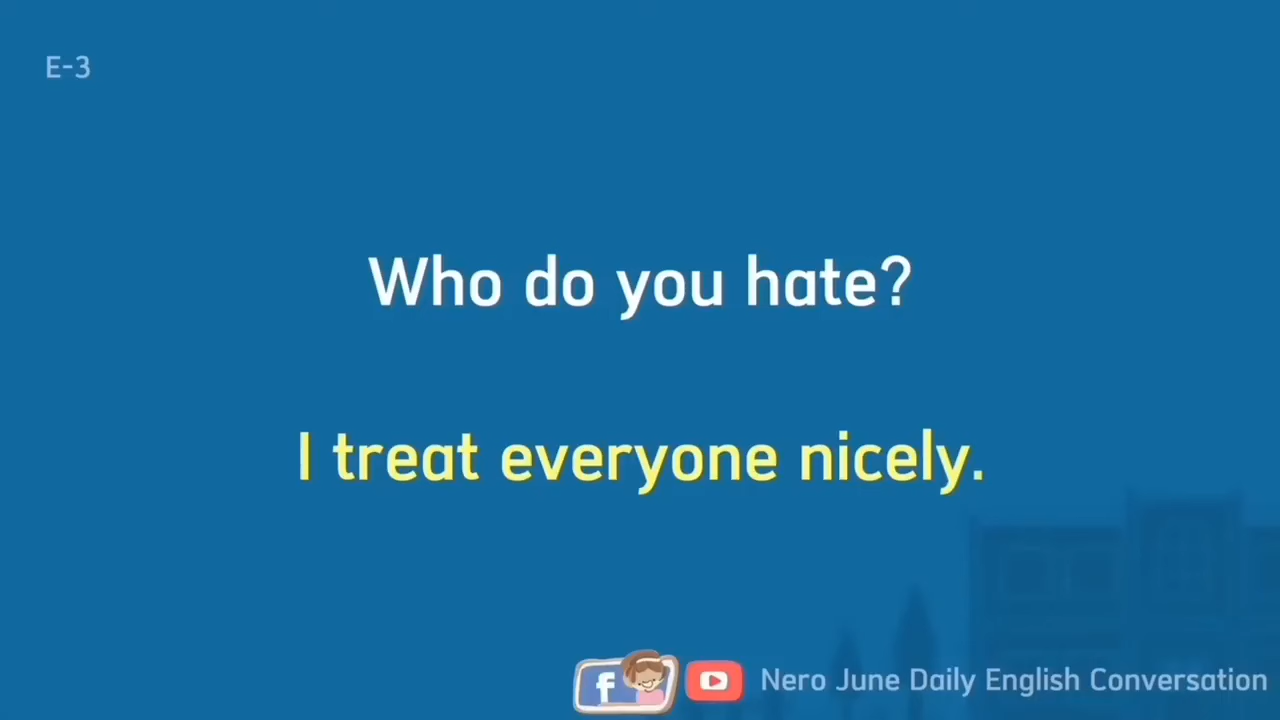 E-3
Who do you hate?
I treat everyone nicely.
f
Nero June Daily English Conversation